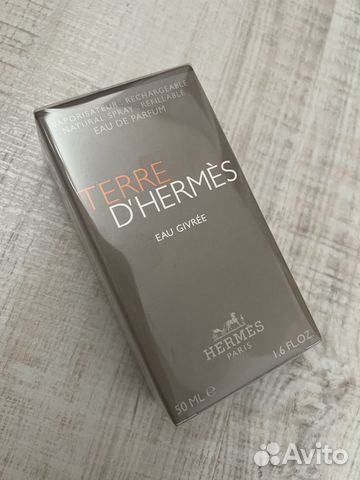 VAPORISATEUR - RECHARGEABLE
NATURAL SPRAY - REFILLABLE
EAU DE PARFUM
TERRE
D'HERMÈS
EAU GIVRÉE
HERMÈS
PARIS
50 ML e 1.6 FL.OZ.
Avito